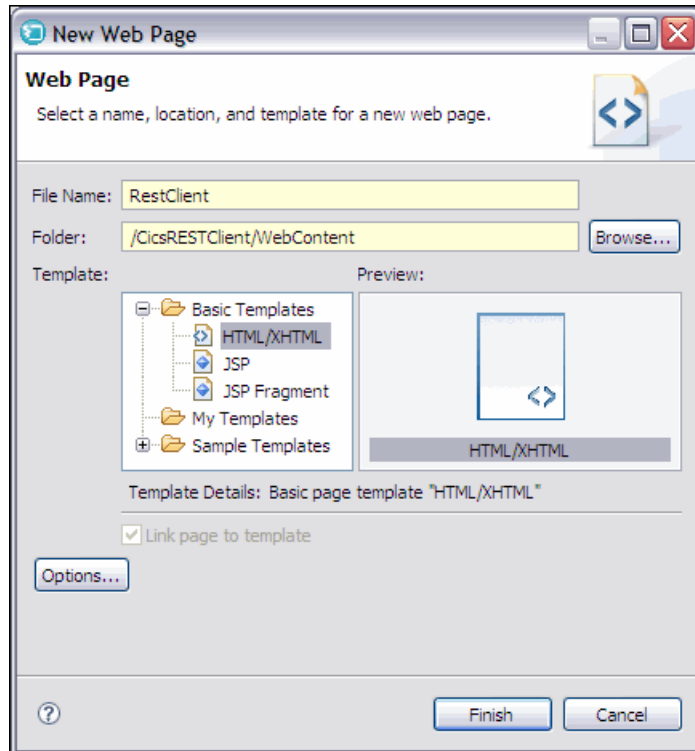 New Web Page
Web Page
Select a name, location, and template for a new web page.
File Name: RestClient
Folder: /CicsRESTClient/WebContent Browse...
Template: Preview:
Basic Templates
HTML/XHTML
JSP
JSP Fragment
My Templates
Sample Templates
HTML/XHTML
Template Details: Basic page template "HTML/XHTML"
Link page to template
Options...
Finish Cancel